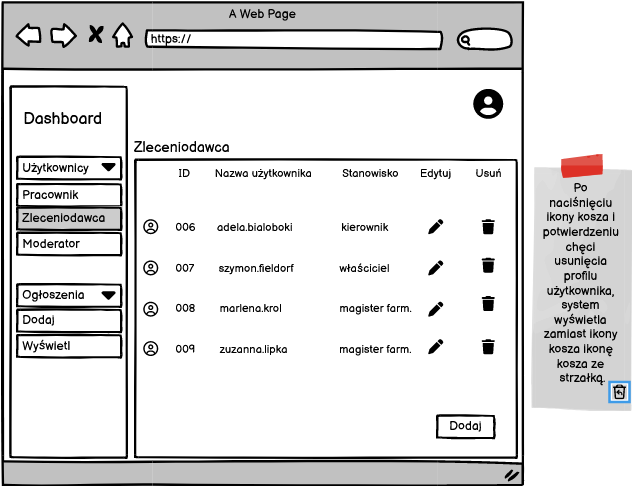 A Web Page
https://
Dashboard
Użytkownicy
Pracownik
Zleceniodawca
Moderator
Ogłoszenia
Dodaj
Wyświetl
Zleceniodawca
ID Nazwa użytkownika Stanowisko Edytuj Usuń
006 adela.bialoboki kierownik
007 szymon.fieldorf właściciel
008 marlena.krol magister farm.
009 zuzanna.lipka magister farm.
Dodaj
Po
naciśnięciu
ikony kosza i
potwierdzeniu
chęci
usunięcia
profilu
użytkownika,
system
wyświetla
zamiast ikony
kosza ikonę
kosza ze
strzałką.